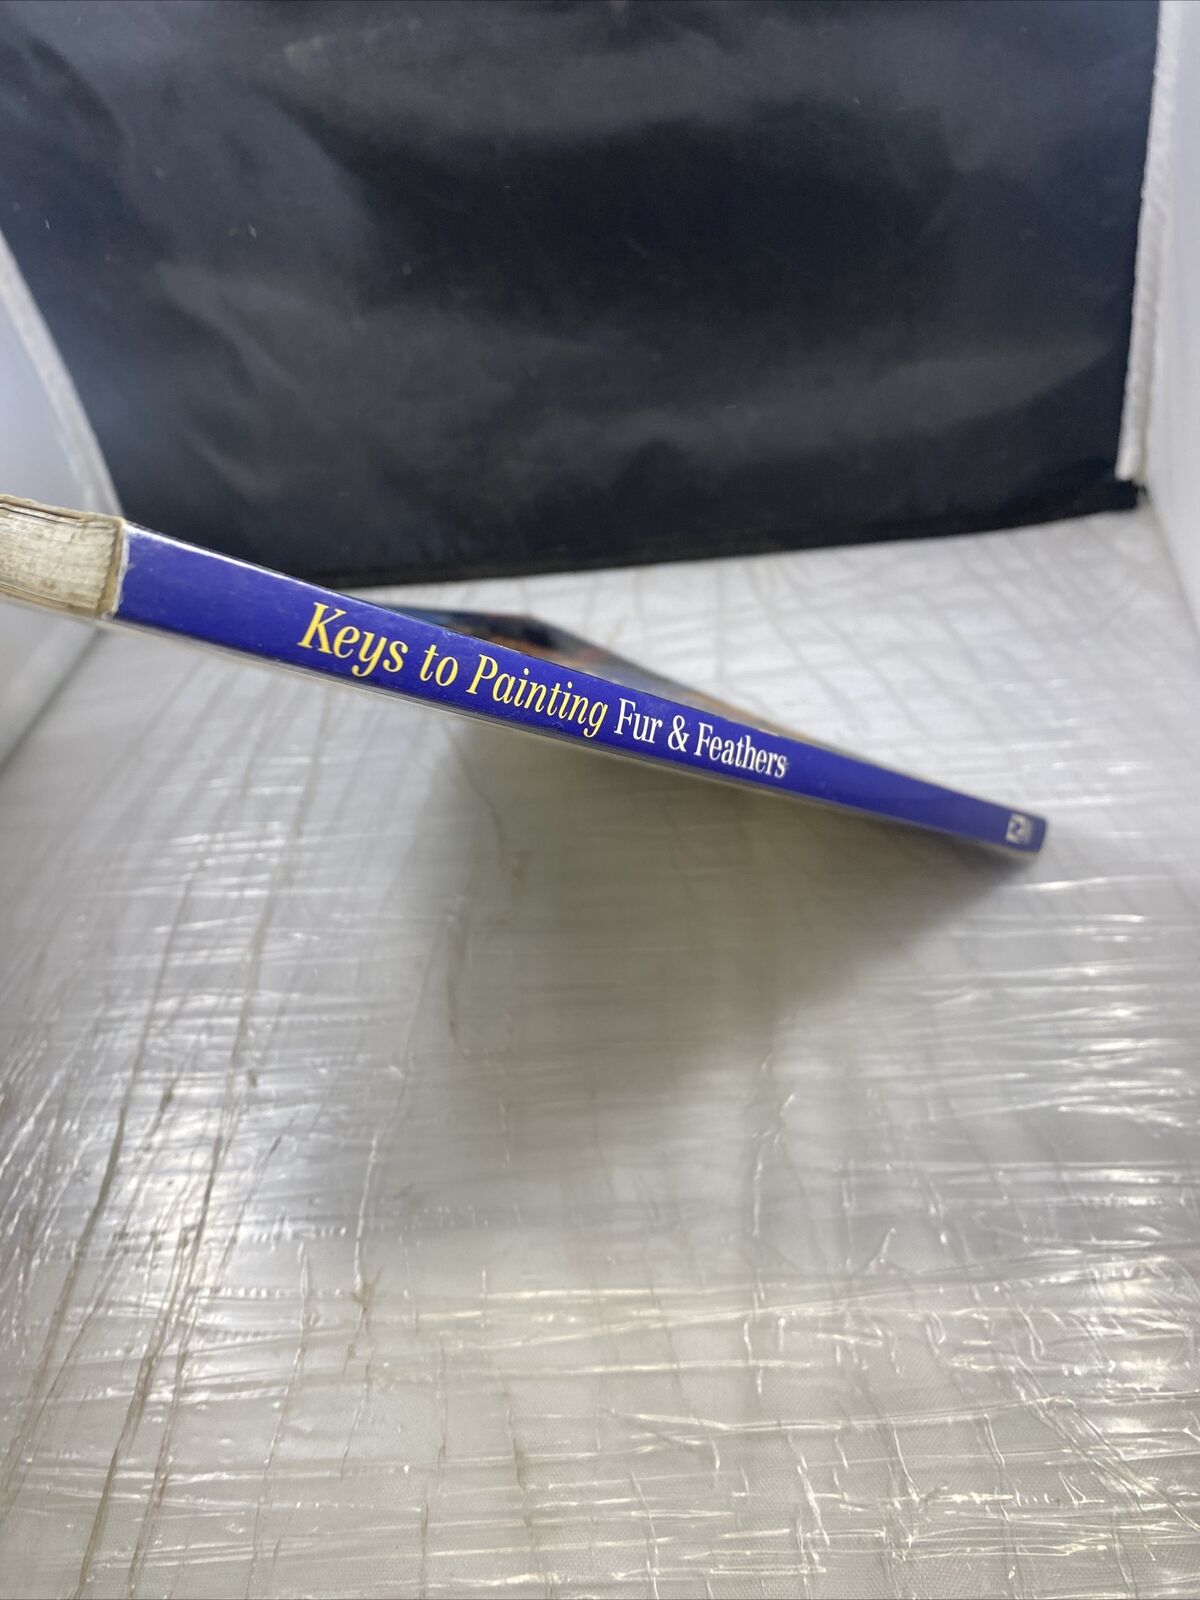 Keys to Painting Fur & Feathers